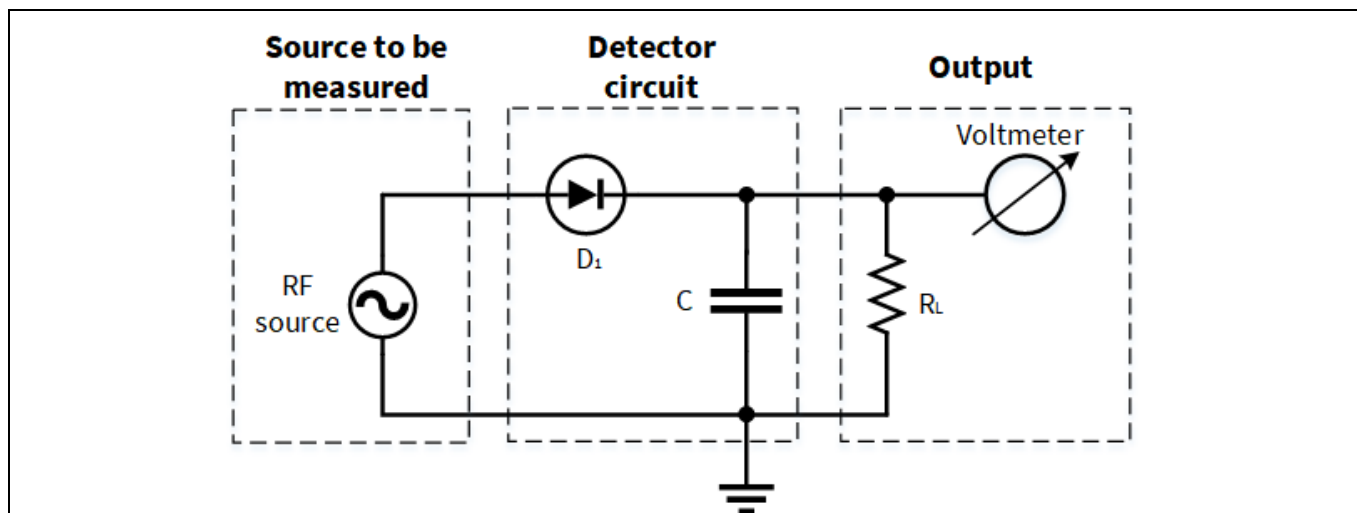 Source to be
measured
Detector
circuit
Output
Voltmeter
D₁
RF
source
C
RL